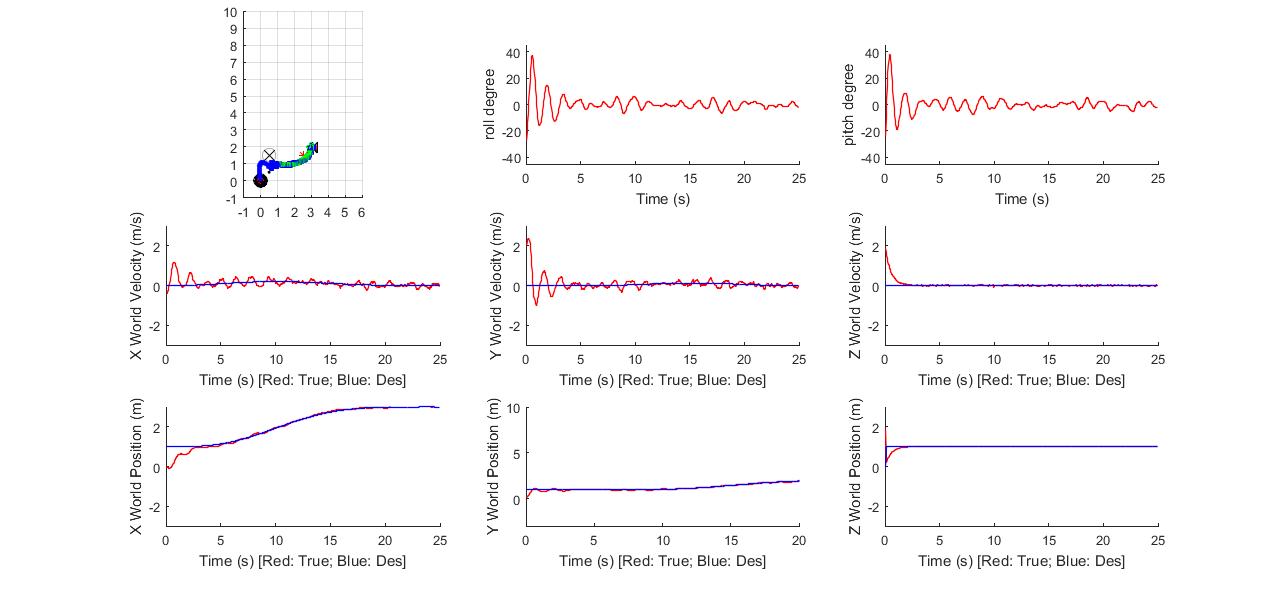 10
9
8
7
6
5
4
3
2
1
0
-1
-1 0 1 2 3 4 5 6
roll degree
40
20
0
-20
-40
0 5 10 15 20 25
Time (s)
pitch degree
40
20
0
-20
-40
0 5 10 15 20 25
Time (s)
X World Velocity (m/s)
2
0
-2
0 5 10 15 20 25
Time (s) [Red: True; Blue: Des]
Y World Velocity (m/s)
2
0
-2
0 5 10 15 20 25
Time (s) [Red: True; Blue: Des]
Z World Velocity (m/s)
2
0
-2
0 5 10 15 20 25
Time (s) [Red: True; Blue: Des]
X World Position (m)
2
0
-2
0 5 10 15 20 25
Time (s) [Red: True; Blue: Des]
Y World Position (m)
10
5
0
0 5 10 15 20
Time (s) [Red: True; Blue: Des]
Z World Position (m)
2
0
-2
0 5 10 15 20 25
Time (s) [Red: True; Blue: Des]